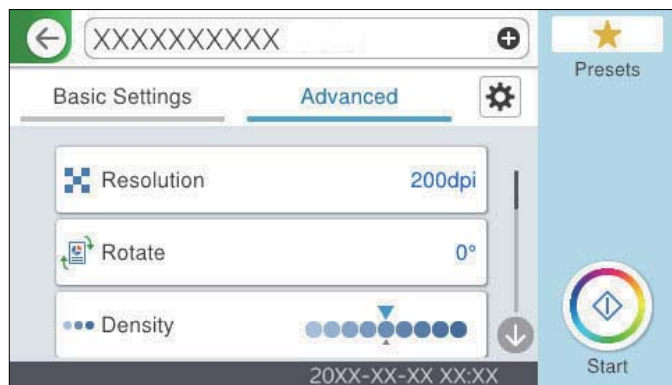 XXXXXXXXXX
Presets
Basic Settings
Advanced
Resolution 200dpi
Rotate 0°
Density
20XX-XX-XX XX:XX
Start